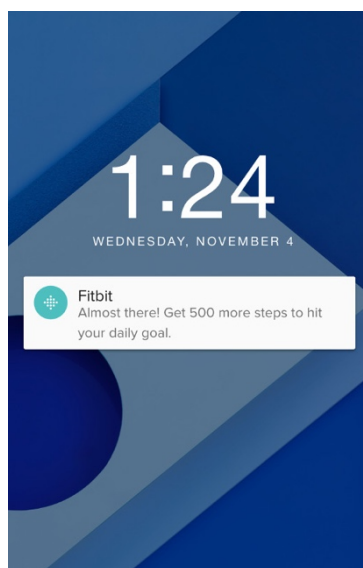 1:24
WEDNESDAY, NOVEMBER 4
Fitbit
Almost there! Get 500 more steps to hit
your daily goal.